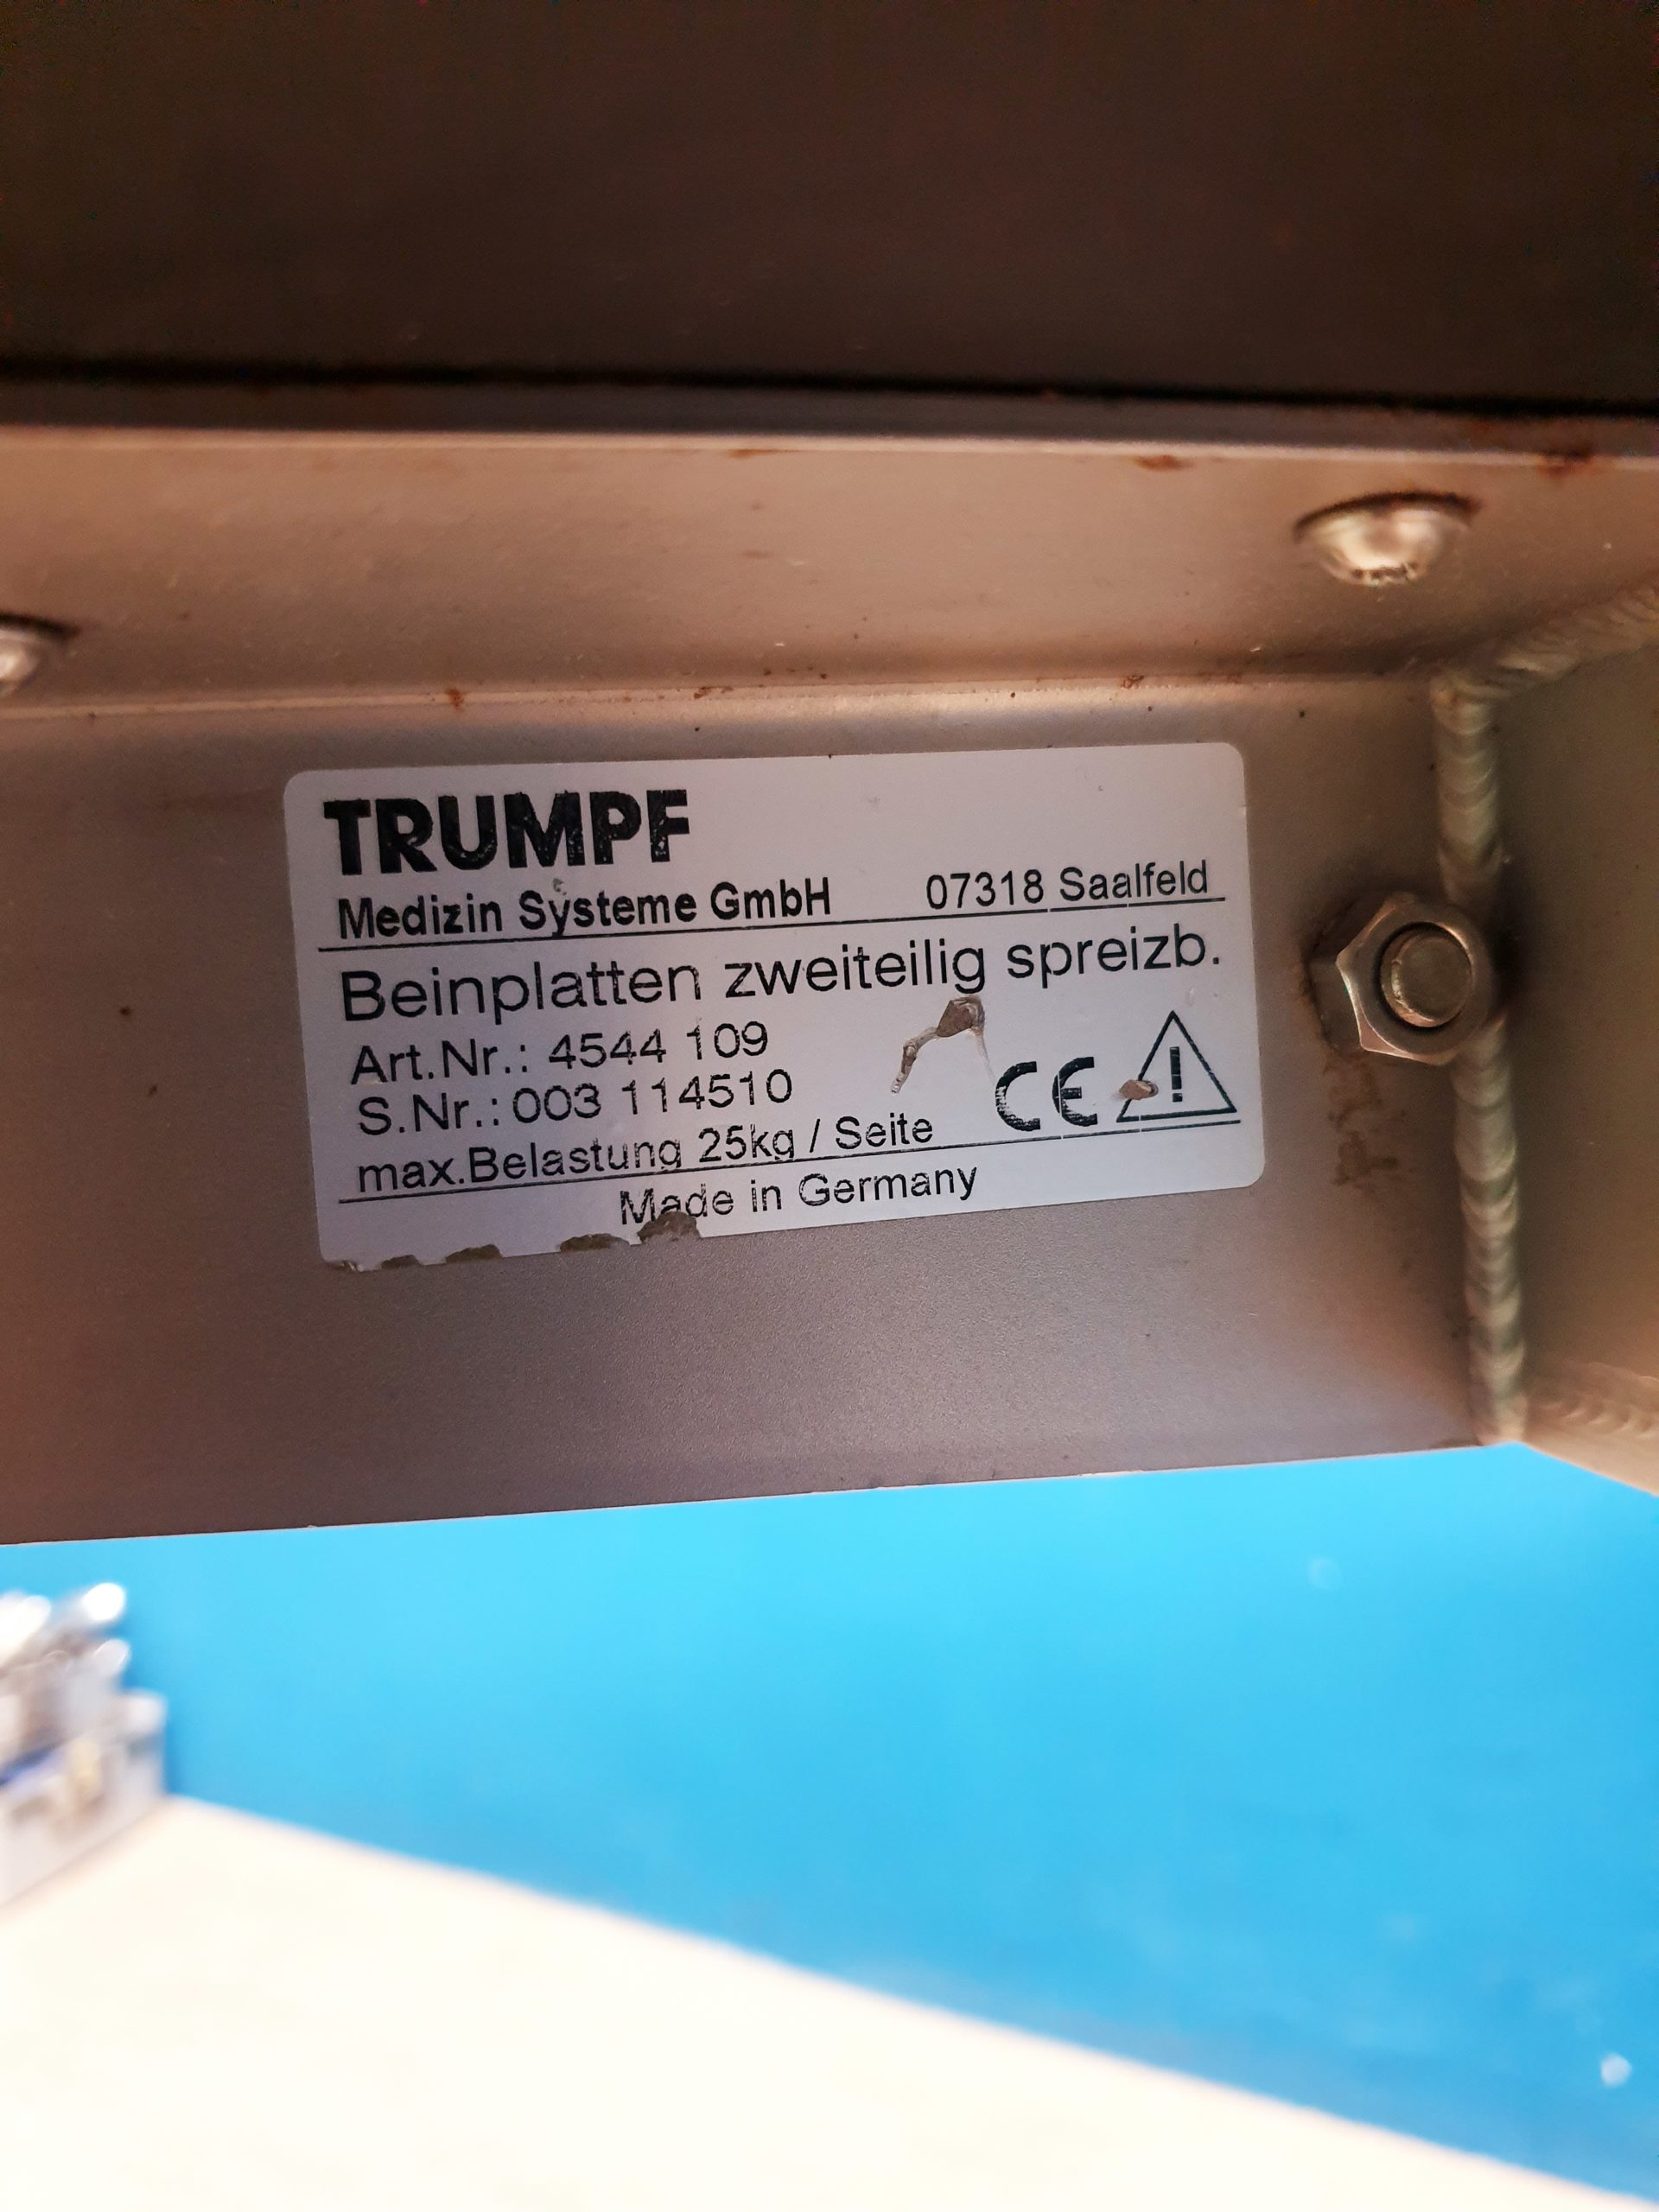 TRUMPF
Medizin Systeme GmbH 07318 Saalfeld
Beinplatten zweiteilig spreizb.
Art.Nr.: 4544 109
S.Nr.: 003 114510
CE
max.Belastung 25kg / Seite
Made in Germany